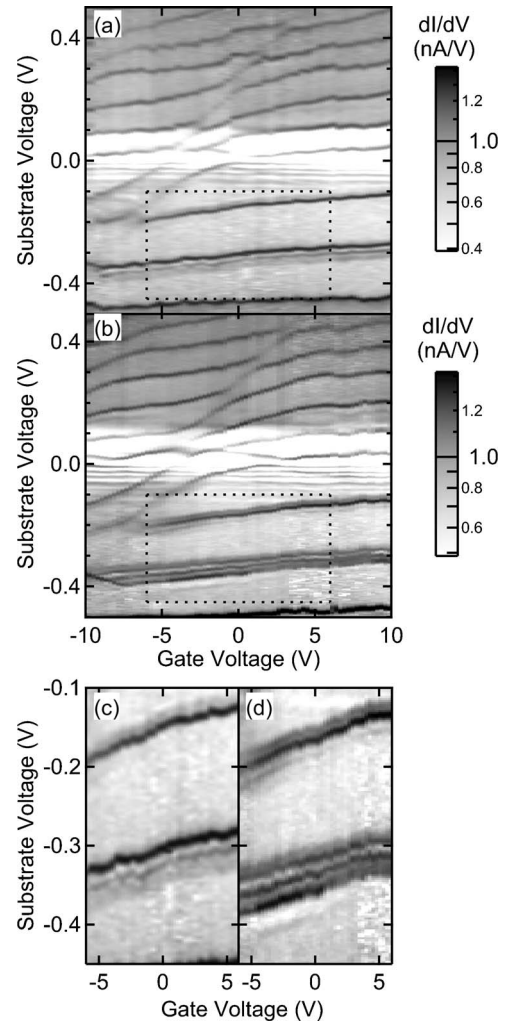 (a)
Substrate Voltage (V)
0.4
0.0
-0.4
dI/dV
(nA/V)
1.2
1.0
0.8
0.6
0.4
(b)
Substrate Voltage (V)
0.4
0.0
-0.4
-10
-5
0
5
10
Gate Voltage (V)
dI/dV
(nA/V)
1.2
1.0
0.8
0.6
(c)
(d)
Substrate Voltage (V)
-0.1
-0.2
-0.3
-0.4
-5
0
5
-5
0
5
Gate Voltage (V)